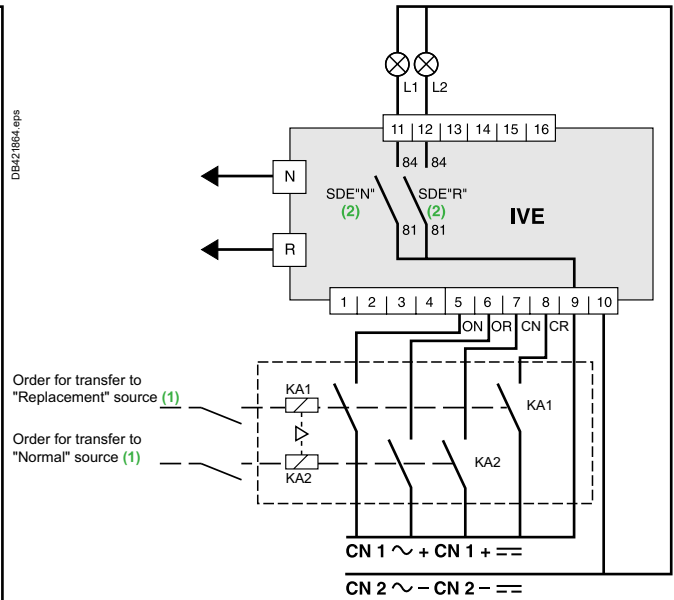 DB421864.eps
L1 L2
11 12 13 14 15 16
84 84
N
SDE"N" SDE"R"
(2) (2)
IVE
81 81
R
1 2 3 4 5 6 7 8 9 10
ON OR CN CR
Order for transfer to
"Replacement" source (1)
KA1
KA1
Order for transfer to
"Normal" source (1)
KA2
KA2
CN 1 ∼ + CN 1 + ⎓
CN 2 ∼ – CN 2 – ⎓